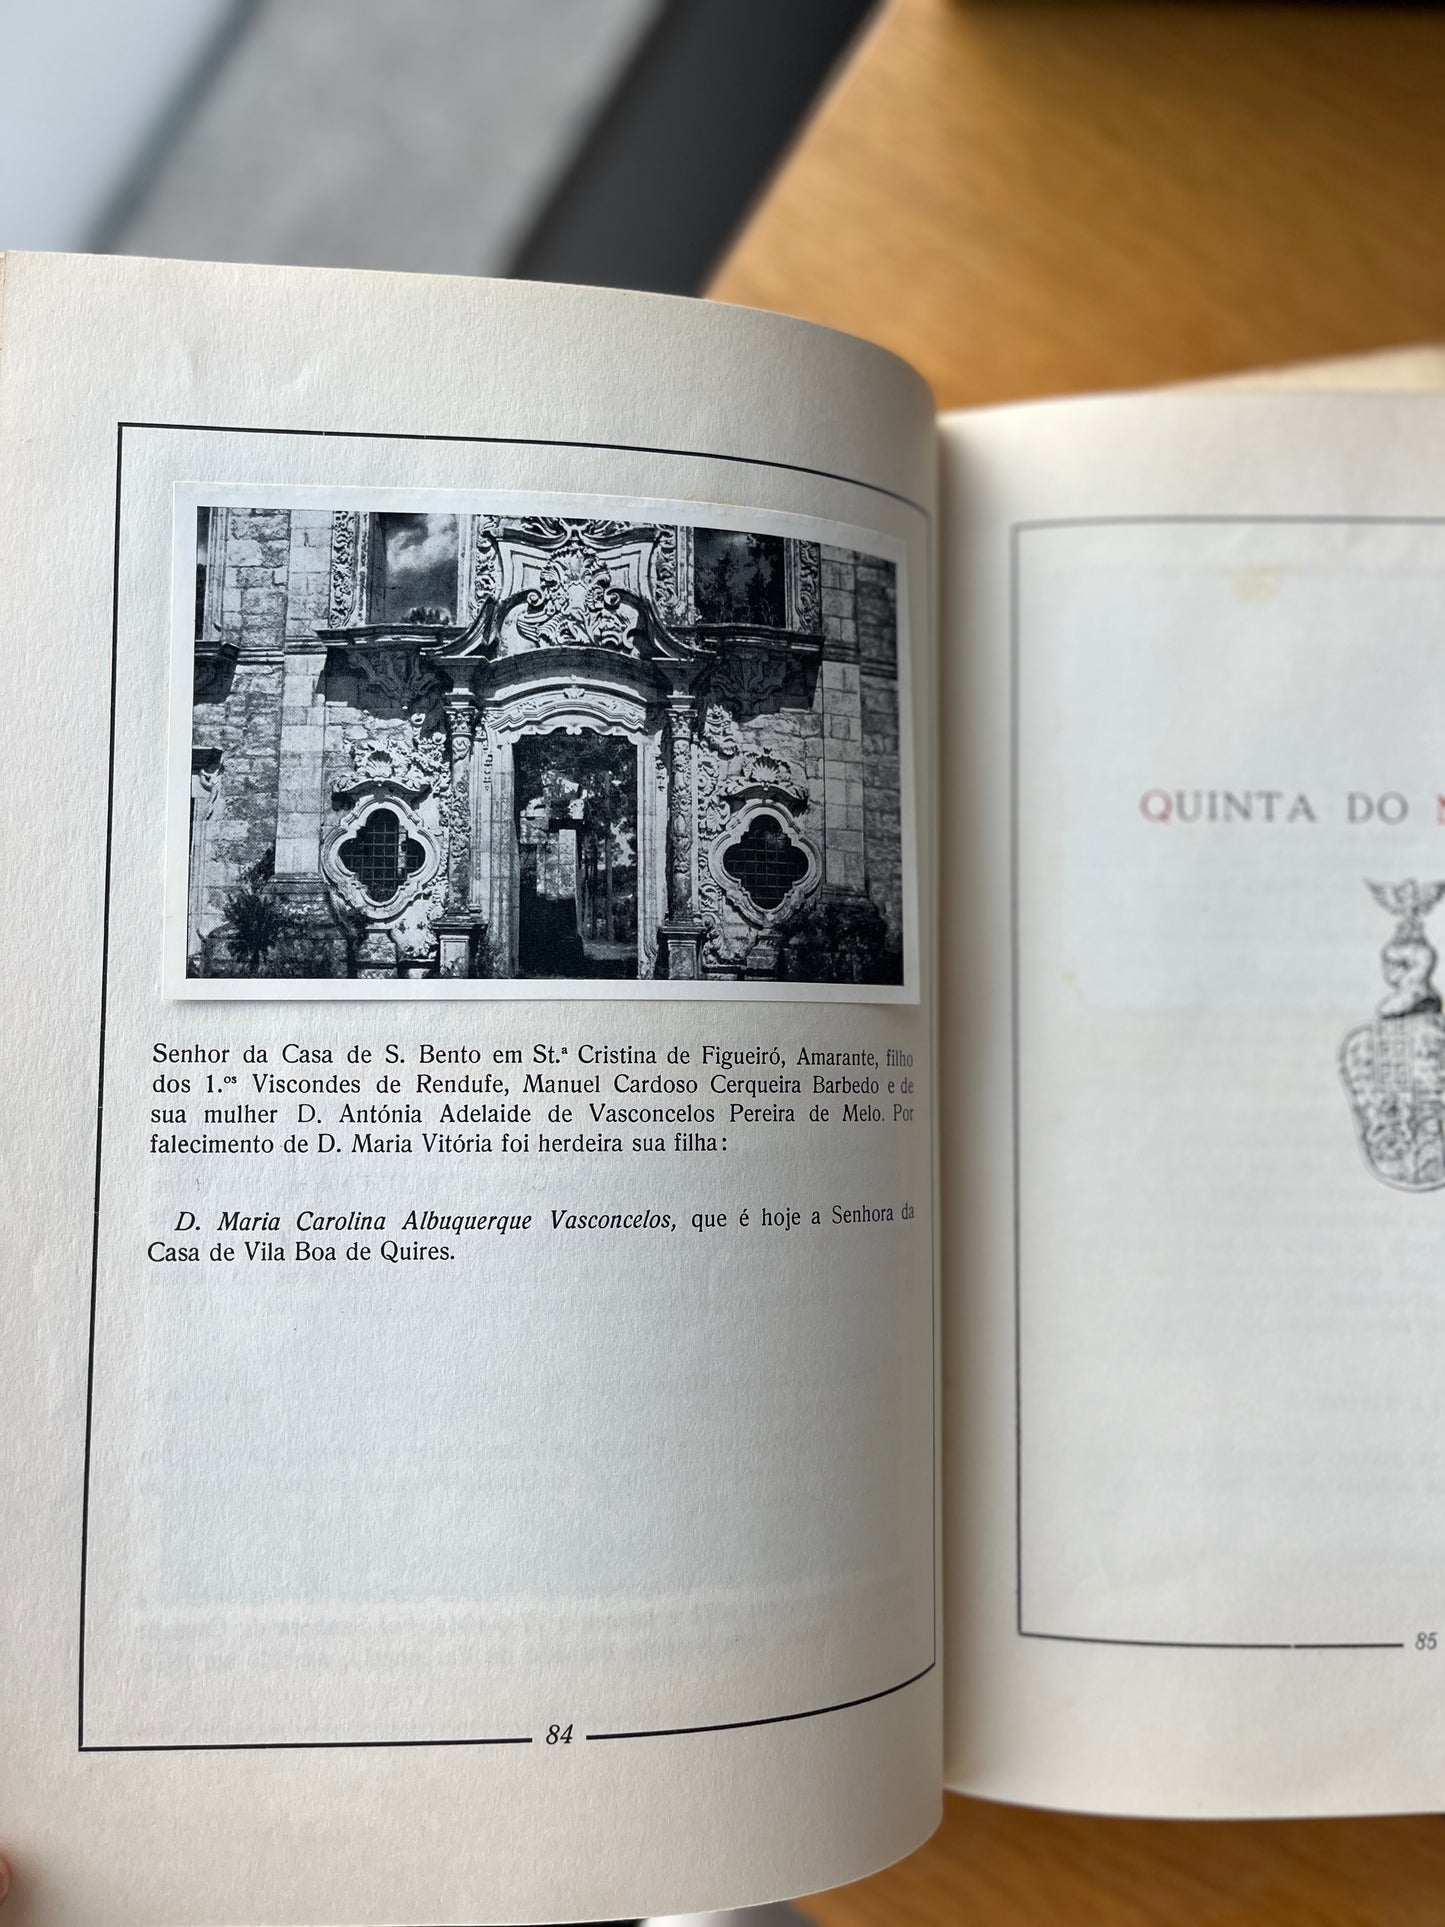 Senhor da Casa de S. Bento em St.ª Cristina de Figueiró, Amarante, filho
dos 1.ºˢ Viscondes de Rendufe, Manuel Cardoso Cerqueira Barbedo e de
sua mulher D. Antónia Adelaide de Vasconcelos Pereira de Melo. Por
falecimento de D. Maria Vitória foi herdeira sua filha:
D. Maria Carolina Albuquerque Vasconcelos, que é hoje a Senhora da
Casa de Vila Boa de Quires.
84
QUINTA DO
85